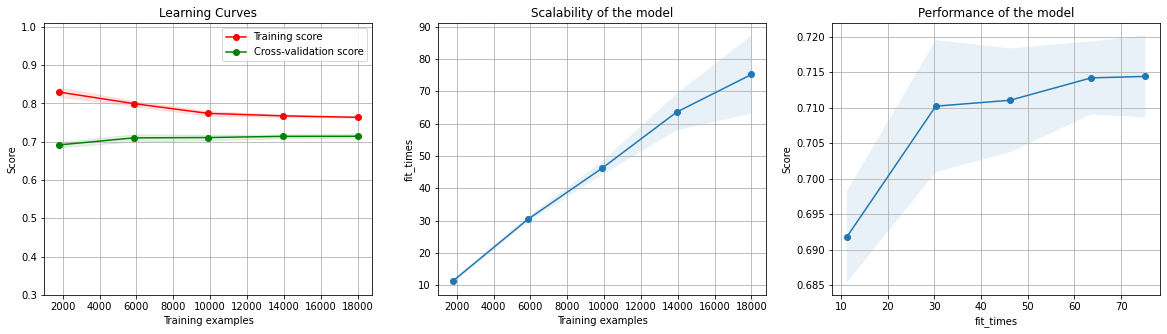 Learning Curves
1.0
0.9
0.8
0.7
0.6
0.5
0.4
0.3
Score
2000 4000 6000 8000 10000 12000 14000 16000 18000
Training examples
Training score
Cross-validation score
Scalability of the model
90
80
70
60
50
40
30
20
10
fit_times
2000 4000 6000 8000 10000 12000 14000 16000 18000
Training examples
Performance of the model
0.720
0.715
0.710
0.705
0.700
0.695
0.690
0.685
Score
10 20 30 40 50 60 70
fit_times